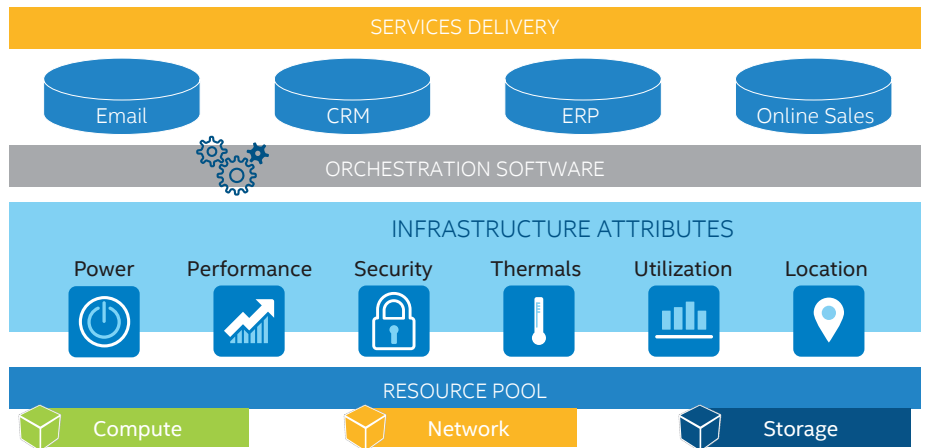 SERVICES DELIVERY
Email
CRM
ERP
Online Sales
ORCHESTRATION SOFTWARE
INFRASTRUCTURE ATTRIBUTES
Power
Performance
Security
Thermals
Utilization
Location
RESOURCE POOL
Compute
Network
Storage